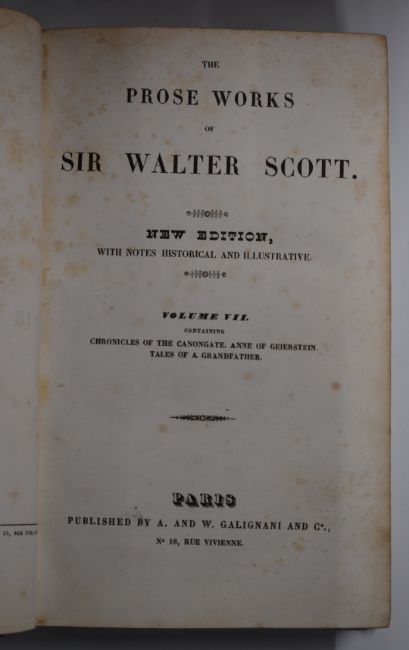 THE
PROSE WORKS
OF
SIR WALTER SCOTT.
NEW EDITION,
WITH NOTES HISTORICAL AND ILLUSTRATIVE.
VOLUME VII.
CONTAINING
CHRONICLES OF THE CANONGATE. ANNE OF GEIERSTEIN.
TALES OF A GRANDFATHER.
PARIS
PUBLISHED BY A. AND W. GALIGNANI AND Cº.,
Nº 18, RUE VIVIENNE.